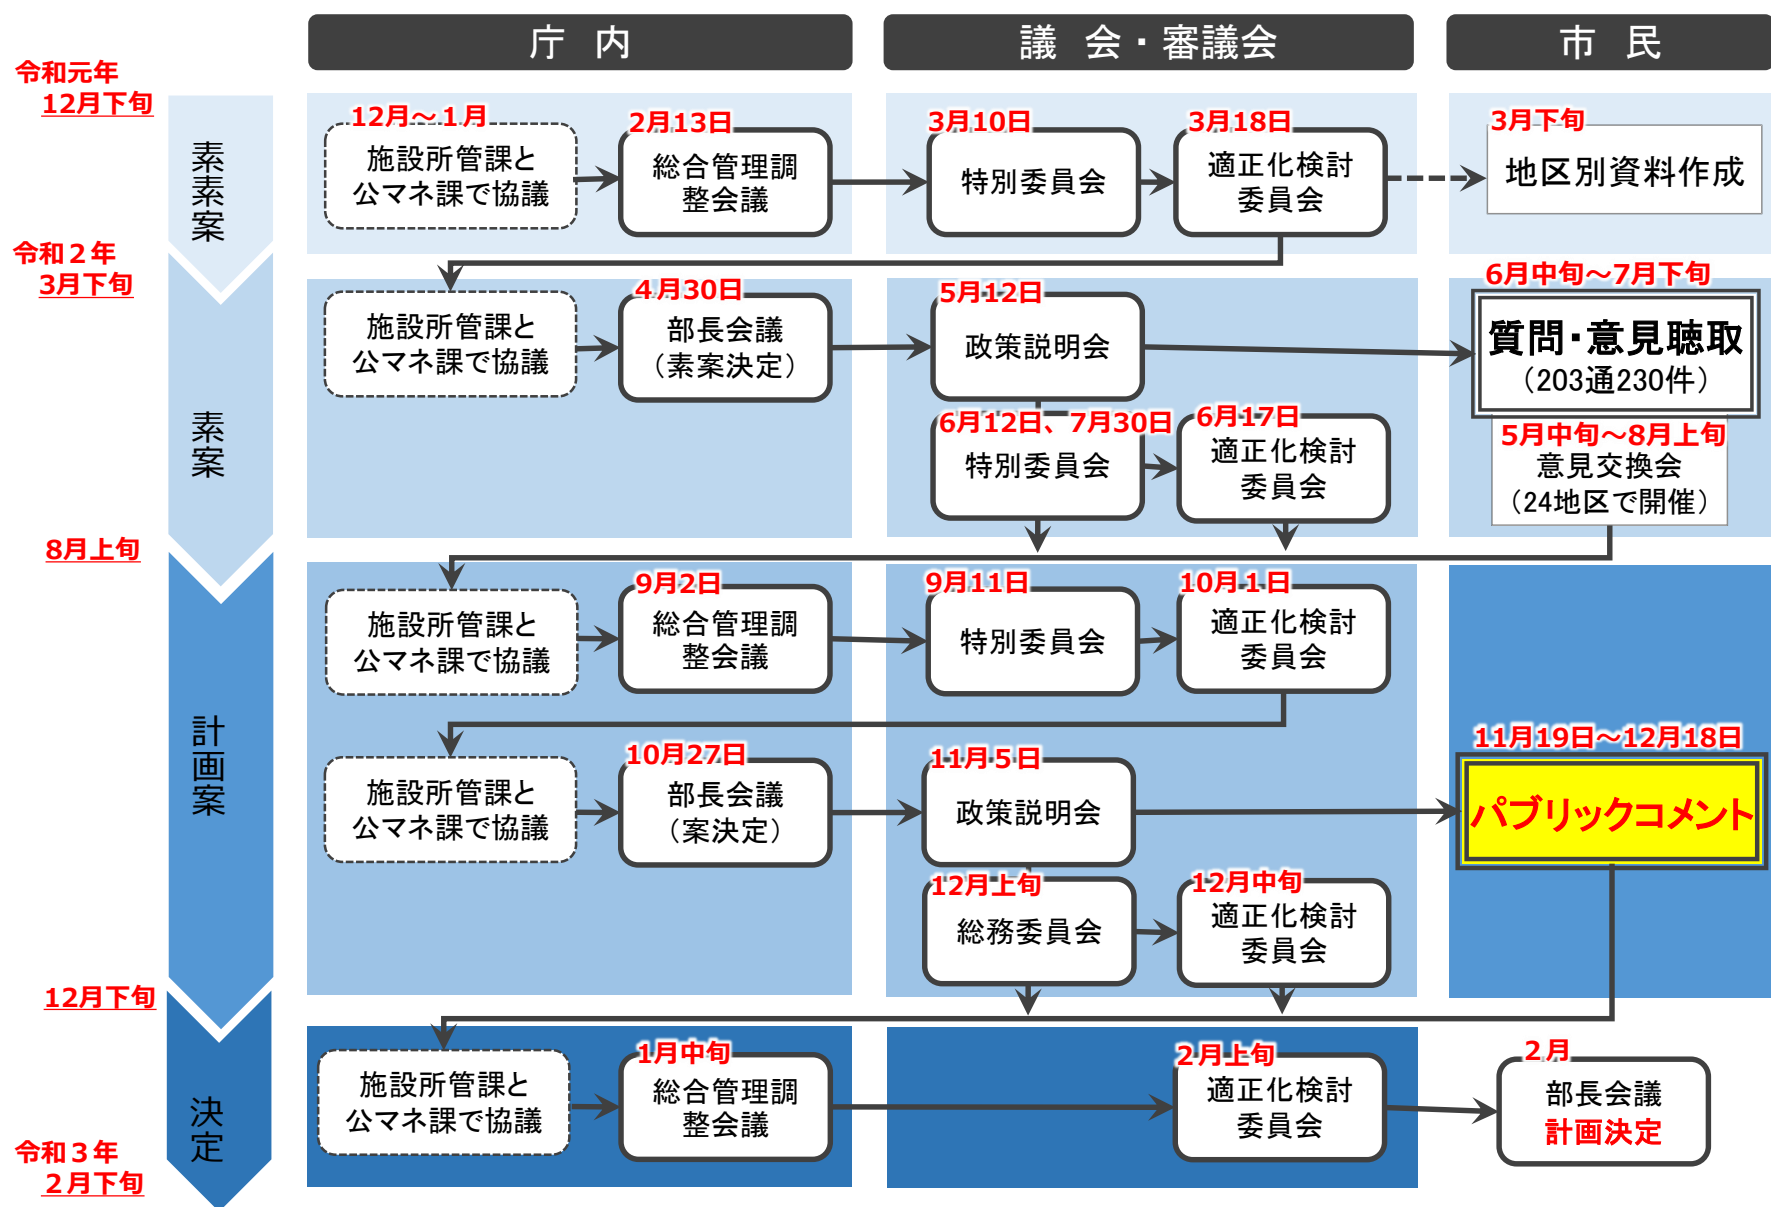 庁 内
議 会・審議会
市 民
令和元年
12月下旬
素素案
12月～1月
施設所管課と
公マネ課で協議
2月13日
総合管理調
整会議
3月10日
特別委員会
3月18日
適正化検討
委員会
3月下旬
地区別資料作成
令和２年
3月下旬
素案
施設所管課と
公マネ課で協議
4月30日
部長会議
（素案決定）
5月12日
政策説明会
6月中旬～7月下旬
質問・意見聴取
（203通230件）
6月12日、7月30日
特別委員会
6月17日
適正化検討
委員会
5月中旬～8月上旬
意見交換会
（24地区で開催）
8月上旬
計画案
施設所管課と
公マネ課で協議
9月2日
総合管理調
整会議
9月11日
特別委員会
10月1日
適正化検討
委員会
施設所管課と
公マネ課で協議
10月27日
部長会議
（案決定）
11月5日
政策説明会
11月19日～12月18日
パブリックコメント
12月上旬
総務委員会
12月中旬
適正化検討
委員会
12月下旬
決定
施設所管課と
公マネ課で協議
1月中旬
総合管理調
整会議
２月上旬
適正化検討
委員会
２月
部長会議
計画決定
令和３年
２月下旬